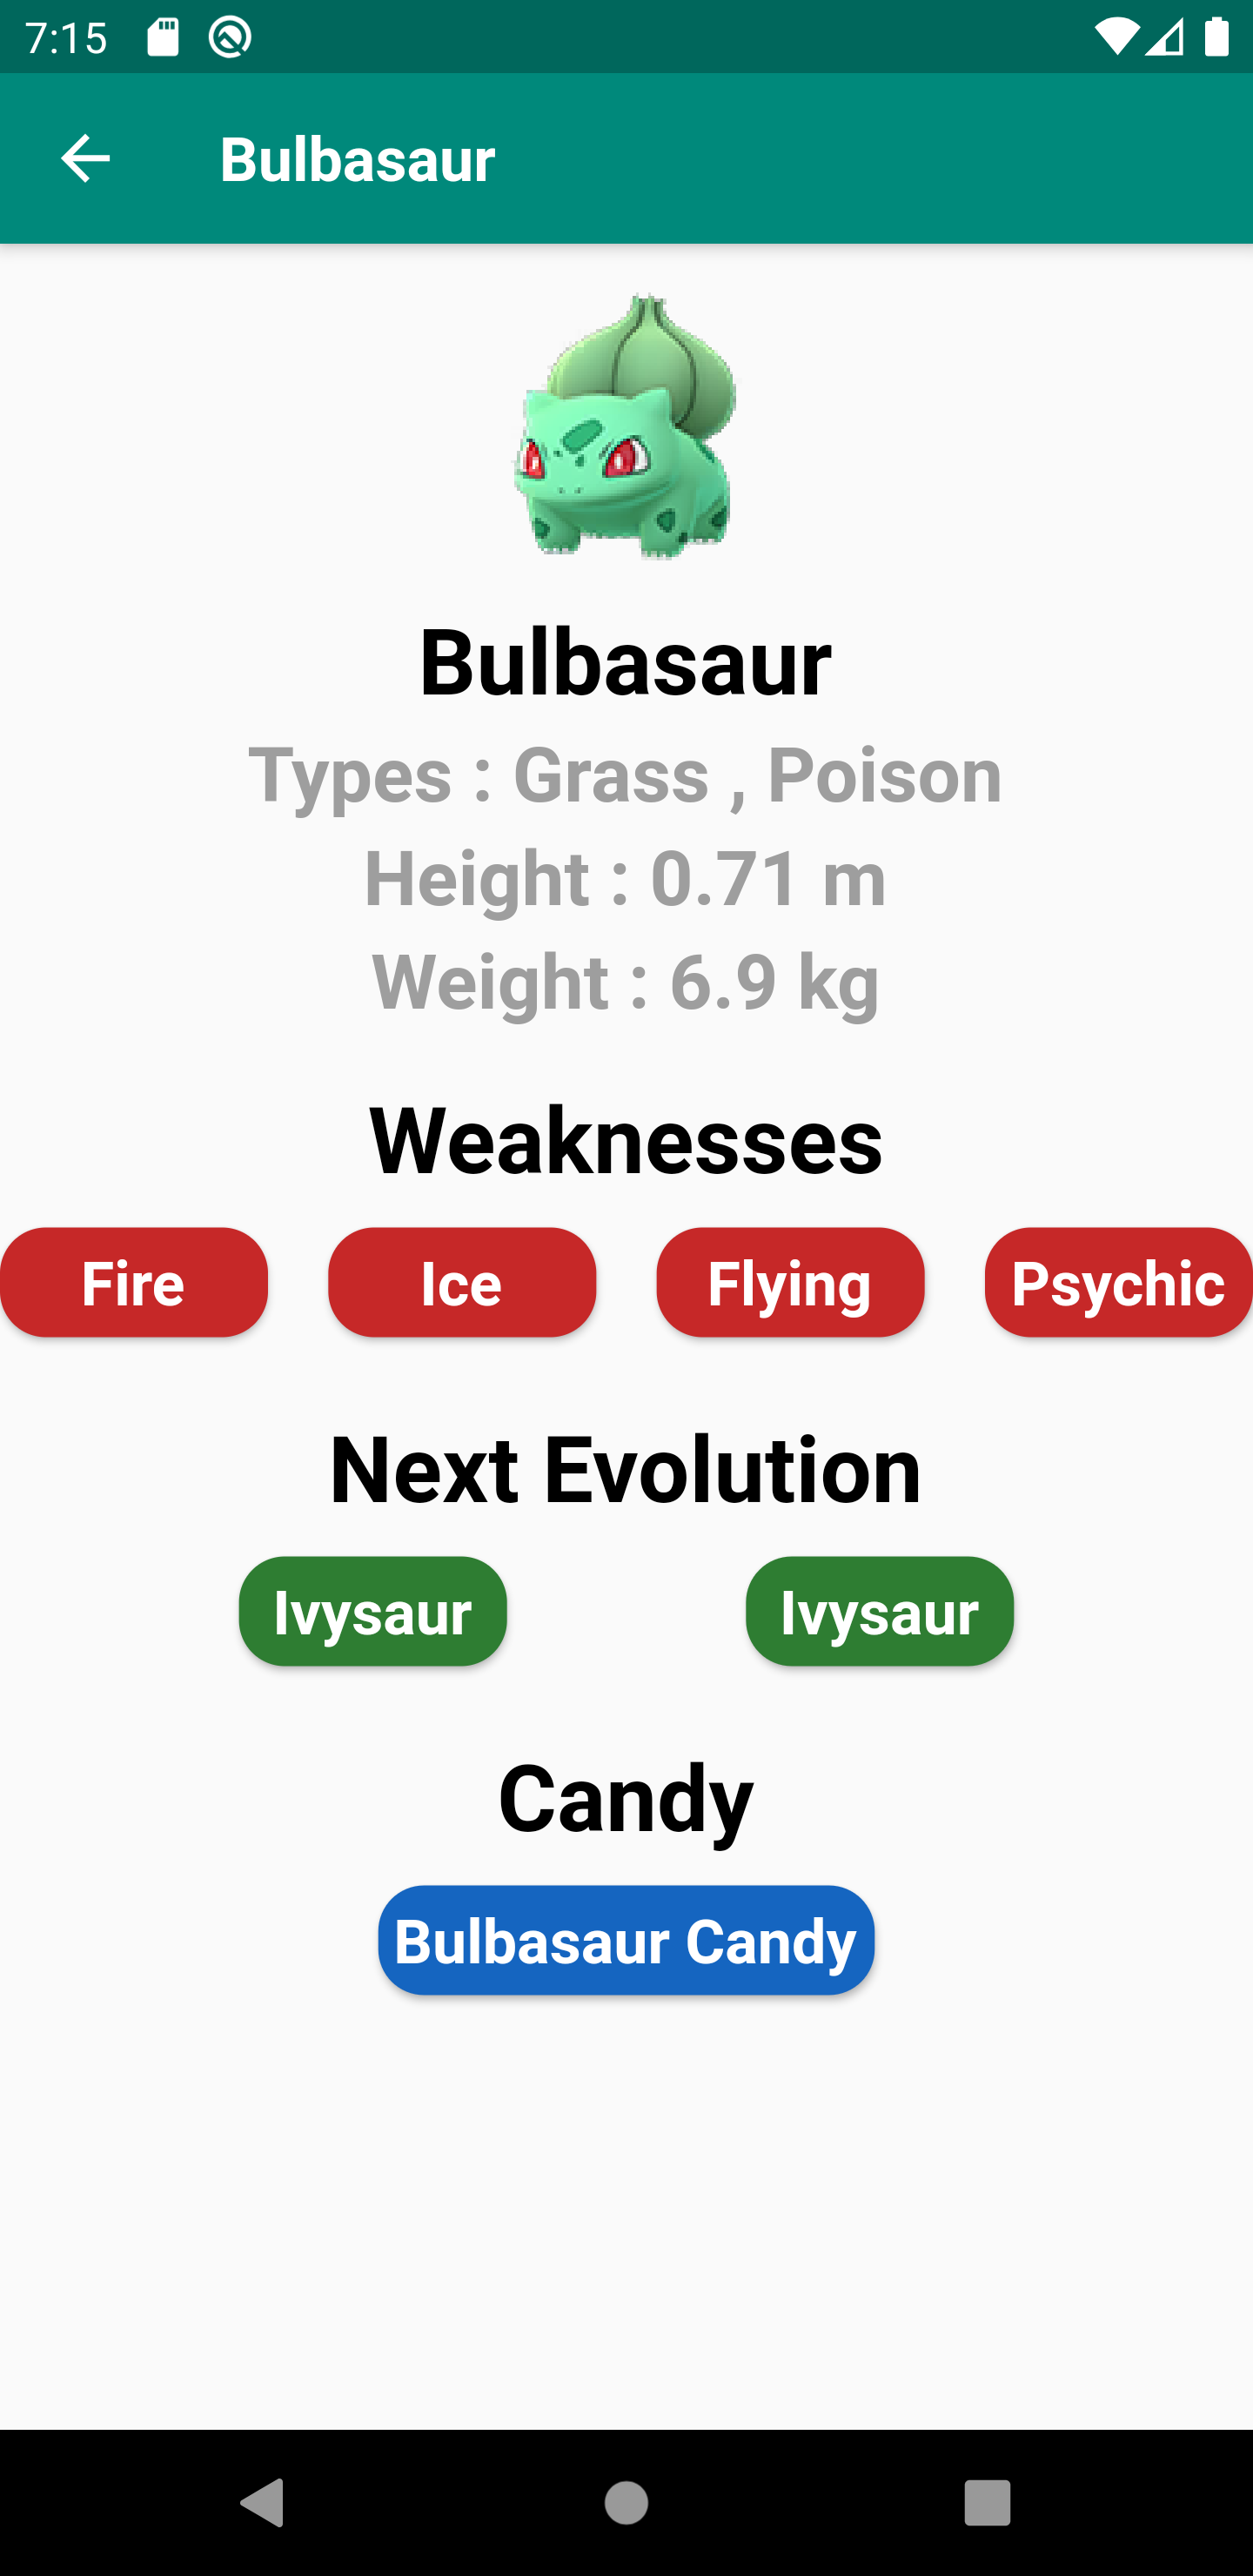 7:15
Bulbasaur
Bulbasaur
Types : Grass , Poison
Height : 0.71 m
Weight : 6.9 kg
Weaknesses
Fire Ice Flying Psychic
Next Evolution
Ivysaur Ivysaur
Candy
Bulbasaur Candy